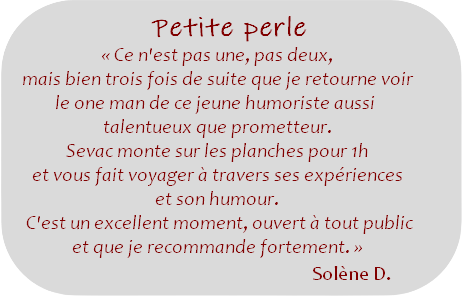 Petite perle
« Ce n'est pas une, pas deux,
mais bien trois fois de suite que je retourne voir
le one man de ce jeune humoriste aussi
talentueux que prometteur.
Sevac monte sur les planches pour 1h
et vous fait voyager à travers ses expériences
et son humour.
C'est un excellent moment, ouvert à tout public
et que je recommande fortement. »
Solène D.